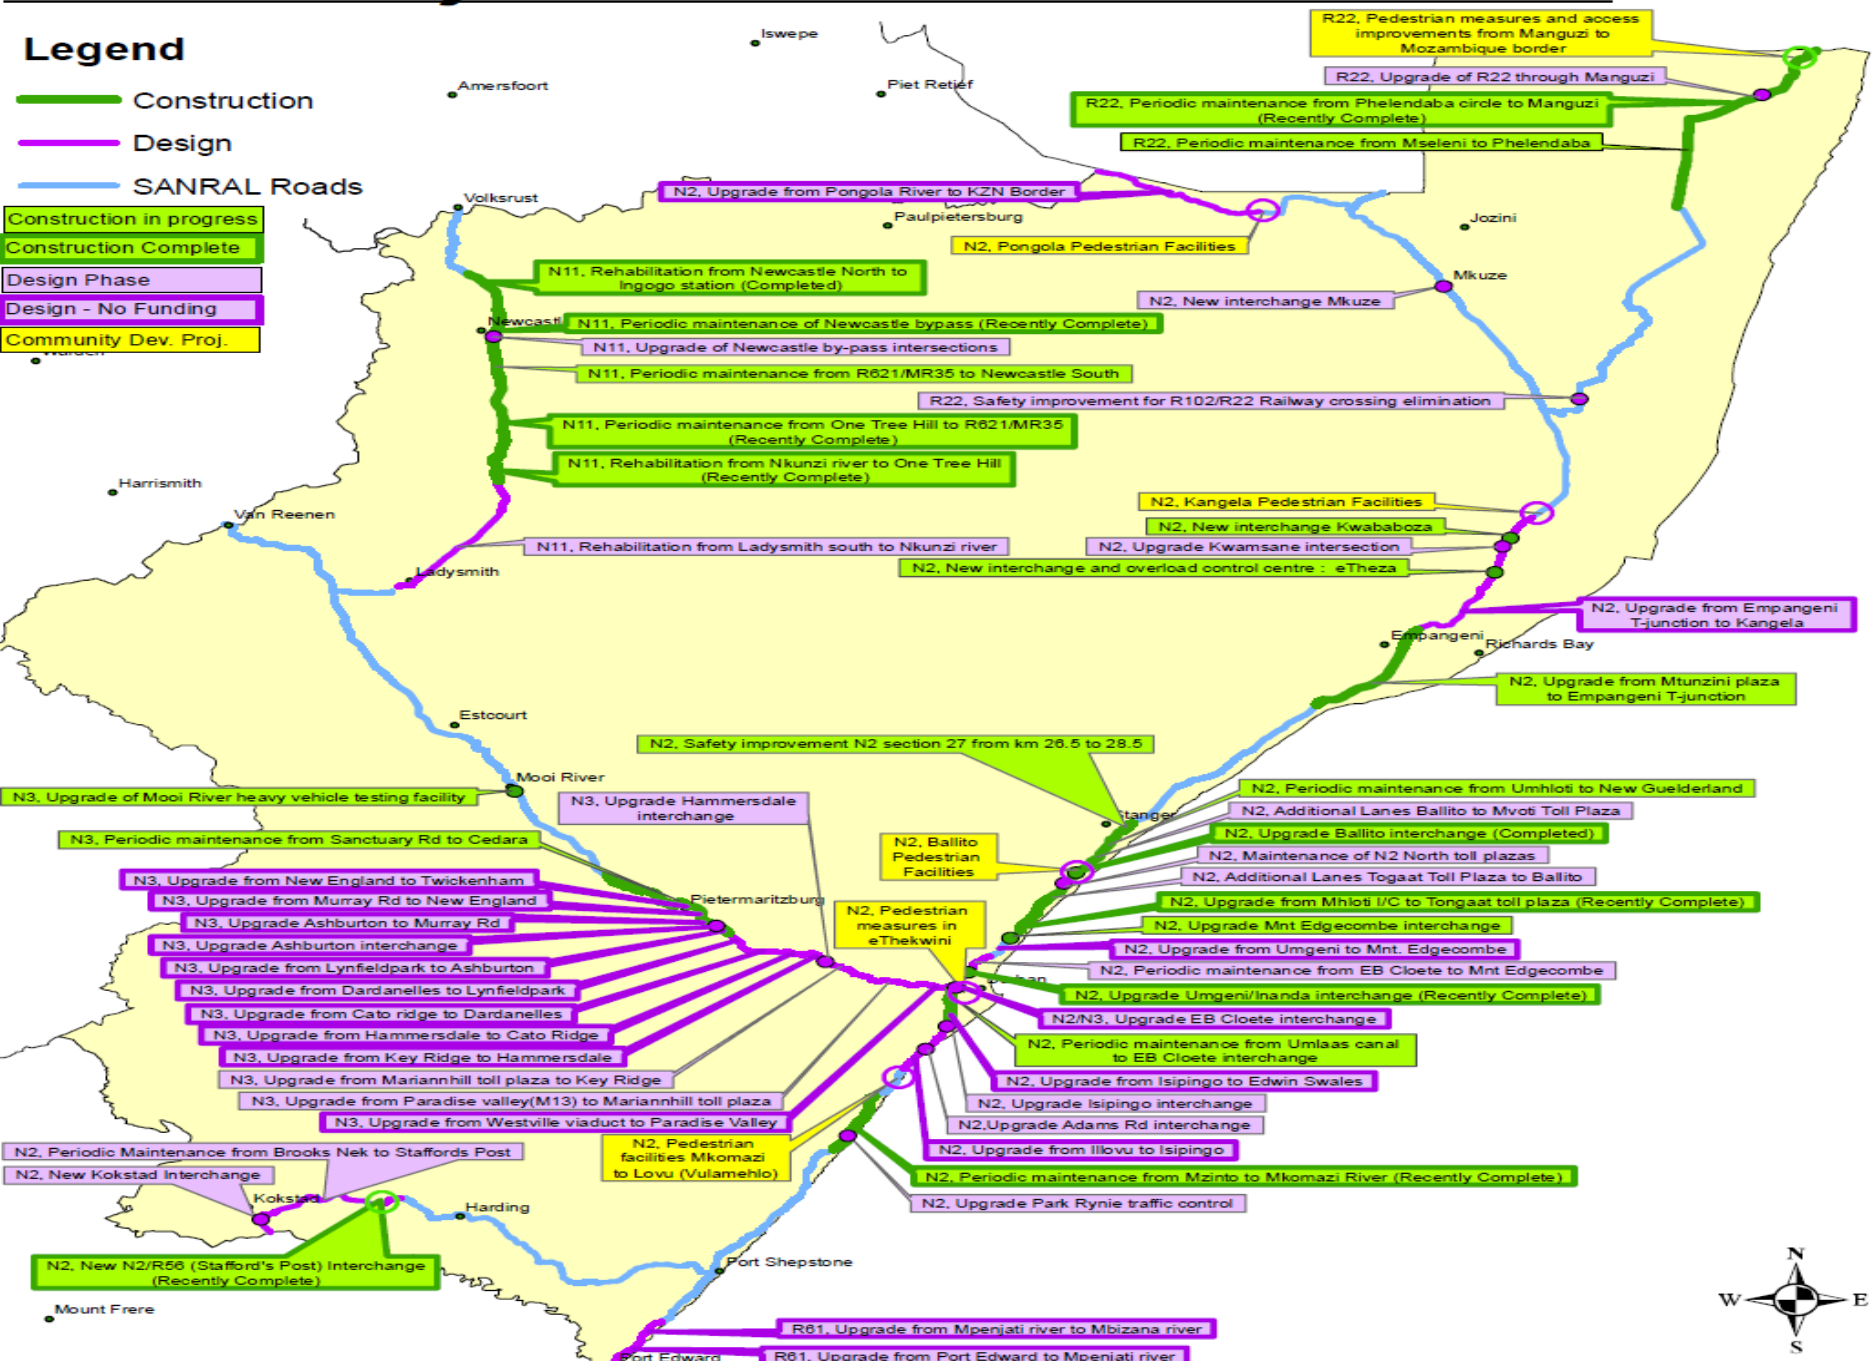 Legend
Construction
Design
SANRAL Roads
Construction in progress
Construction Complete
Design Phase
Design - No Funding
Community Dev. Proj.
Iswepe
Amersfoort
Piet Retief
R22, Pedestrian measures and access
improvements from Manguzi to
Mozambique border
R22, Upgrade of R22 through Manguzi
R22, Periodic maintenance from Phelendaba circle to Manguzi
(Recently Complete)
R22, Periodic maintenance from Mseleni to Phelendaba
Volksrust
N2, Upgrade from Pongola River to KZN Border
Paulpietersburg
Jozini
N2, Pongola Pedestrian Facilities
N11, Rehabilitation from Newcastle North to
Ingogo station (Completed)
Mkuze
N2, New interchange Mkuze
Newcastl
N11, Periodic maintenance of Newcastle bypass (Recently Complete)
N11, Upgrade of Newcastle by-pass intersections
N11, Periodic maintenance from R621/MR35 to Newcastle South
R22, Safety improvement for R102/R22 Railway crossing elimination
N11, Periodic maintenance from One Tree Hill to R621/MR35
(Recently Complete)
N11, Rehabilitation from Nkunzi river to One Tree Hill
(Recently Complete)
Harrismith
Van Reenen
N2, Kangela Pedestrian Facilities
N2, New interchange Kwababoza
N11, Rehabilitation from Ladysmith south to Nkunzi river
N2, Upgrade Kwamsane intersection
N2, New interchange and overload control centre : eTheza
Ladysmith
N2, Upgrade from Empangeni
T-junction to Kangela
Empangeni
Richards Bay
N2, Upgrade from Mtunzini plaza
to Empangeni T-junction
Estcourt
N2, Safety improvement N2 section 27 from km 26.5 to 28.5
Mooi River
N3, Upgrade of Mooi River heavy vehicle testing facility
N3, Upgrade Hammersdale
interchange
N2, Periodic maintenance from Umhloti to New Guelderland
N2, Additional Lanes Ballito to Mvoti Toll Plaza
Stanger
N2, Upgrade Ballito interchange (Completed)
N3, Periodic maintenance from Sanctuary Rd to Cedara
N2, Ballito
Pedestrian
Facilities
N2, Maintenance of N2 North toll plazas
N2, Additional Lanes Togaat Toll Plaza to Ballito
N3, Upgrade from New England to Twickenham
N3, Upgrade from Murray Rd to New England
Pietermaritzburg
N2, Upgrade from Mhloti I/C to Tongaat toll plaza (Recently Complete)
N2, Pedestrian
measures in
eThekwini
N3, Upgrade Ashburton to Murray Rd
N2, Upgrade Mnt Edgecombe interchange
N3, Upgrade Ashburton interchange
N2, Upgrade from Umgeni to Mnt. Edgecombe
N3, Upgrade from Lynfieldpark to Ashburton
N2, Periodic maintenance from EB Cloete to Mnt Edgecombe
N3, Upgrade from Dardanelles to Lynfieldpark
N2, Upgrade Umgeni/Inanda interchange (Recently Complete)
N3, Upgrade from Cato ridge to Dardanelles
N2/N3, Upgrade EB Cloete interchange
N3, Upgrade from Hammersdale to Cato Ridge
N2, Periodic maintenance from Umlaas canal
to EB Cloete interchange
N3, Upgrade from Key Ridge to Hammersdale
N3, Upgrade from Mariannhill toll plaza to Key Ridge
N2, Upgrade from Isipingo to Edwin Swales
N3, Upgrade from Paradise valley(M13) to Mariannhill toll plaza
N2, Upgrade Isipingo interchange
N3, Upgrade from Westville viaduct to Paradise Valley
N2,Upgrade Adams Rd interchange
N2, Pedestrian
facilities Mkomazi
to Lovu (Vulamehlo)
N2, Upgrade from Illovu to Isipingo
N2, Periodic Maintenance from Brooks Nek to Staffords Post
N2, New Kokstad Interchange
N2, Periodic maintenance from Mzinto to Mkomazi River (Recently Complete)
Kokstad
N2, Upgrade Park Rynie traffic control
Harding
N2, New N2/R56 (Stafford's Post) Interchange
(Recently Complete)
Port Shepstone
Mount Frere
R61, Upgrade from Mpenjati river to Mbizana river
Port Edward
R61, Upgrade from Port Edward to Mpenjati river
N
W
E
S